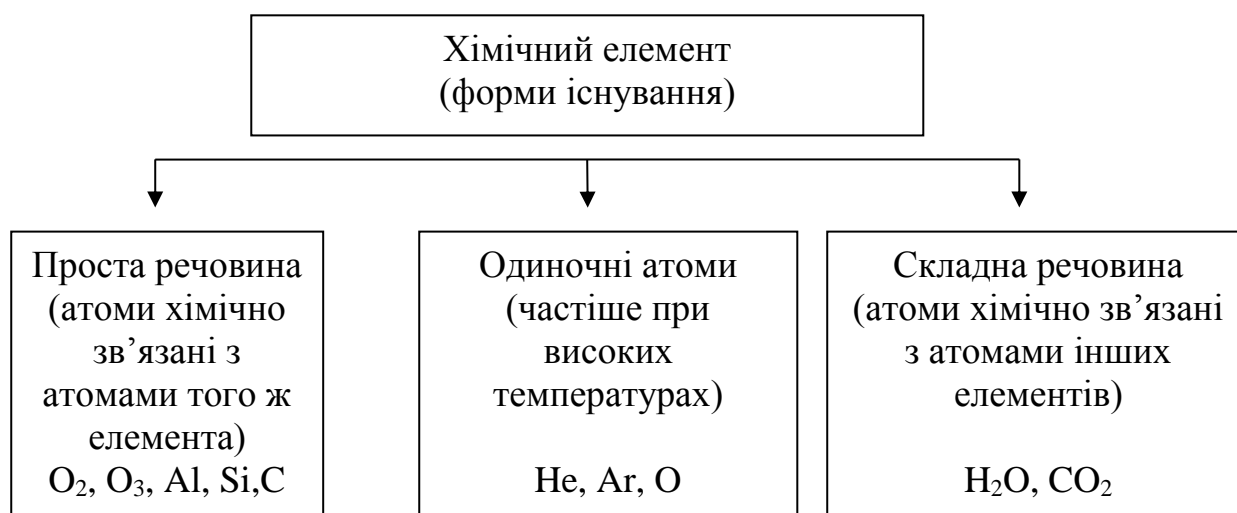 Хімічний елемент
(форми існування)
Проста речовина
(атоми хімічно
зв’язані з
атомами того ж
елемента)
O₂, O₃, Al, Si,C
Одиночні атоми
(частіше при
високих
температурах)
He, Ar, O
Складна речовина
(атоми хімічно зв’язані
з атомами інших
елементів)
H₂O, CO₂